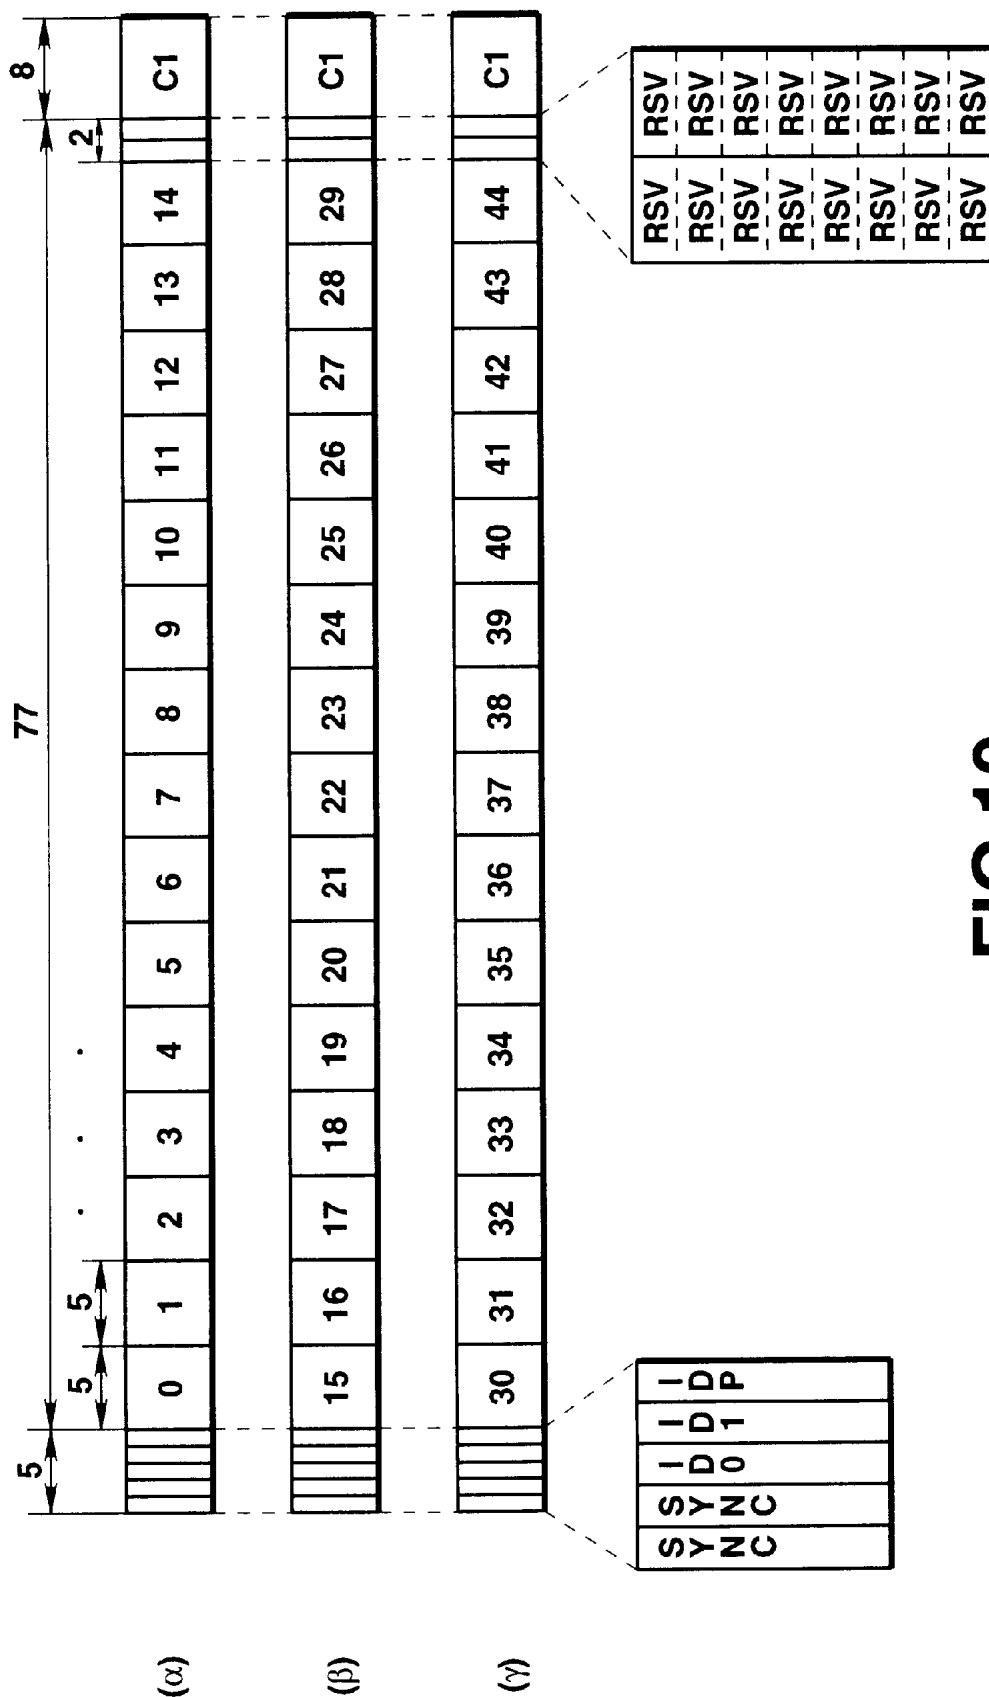 5 77 8
5 5 . . . 2
(α) 0 1 2 3 4 5 6 7 8 9 10 11 12 13 14 C1
(β) 15 16 17 18 19 20 21 22 23 24 25 26 27 28 29 C1
(γ) 30 31 32 33 34 35 36 37 38 39 40 41 42 43 44 C1
SYNC SYNC ID0 ID1 IDP
RSV RSV
RSV RSV
RSV RSV
RSV RSV
RSV RSV
RSV RSV
RSV RSV
RSV RSV
FIG